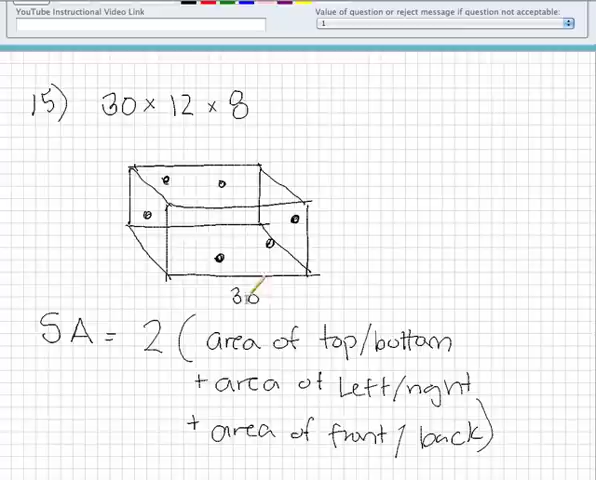 YouTube Instructional Video Link
Value of question or reject message if question not acceptable:
1
15) 30 × 12 × 8
30
SA = 2 ( area of top/bottom
+ area of Left/right
+ area of front/back)